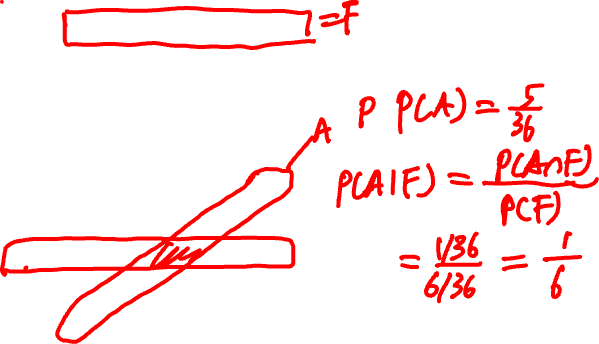 =F
A
P P(A) = 5/36
P(A|F) = P(A∩F)/P(F)
= 1/36 / 6/36 = 1/6